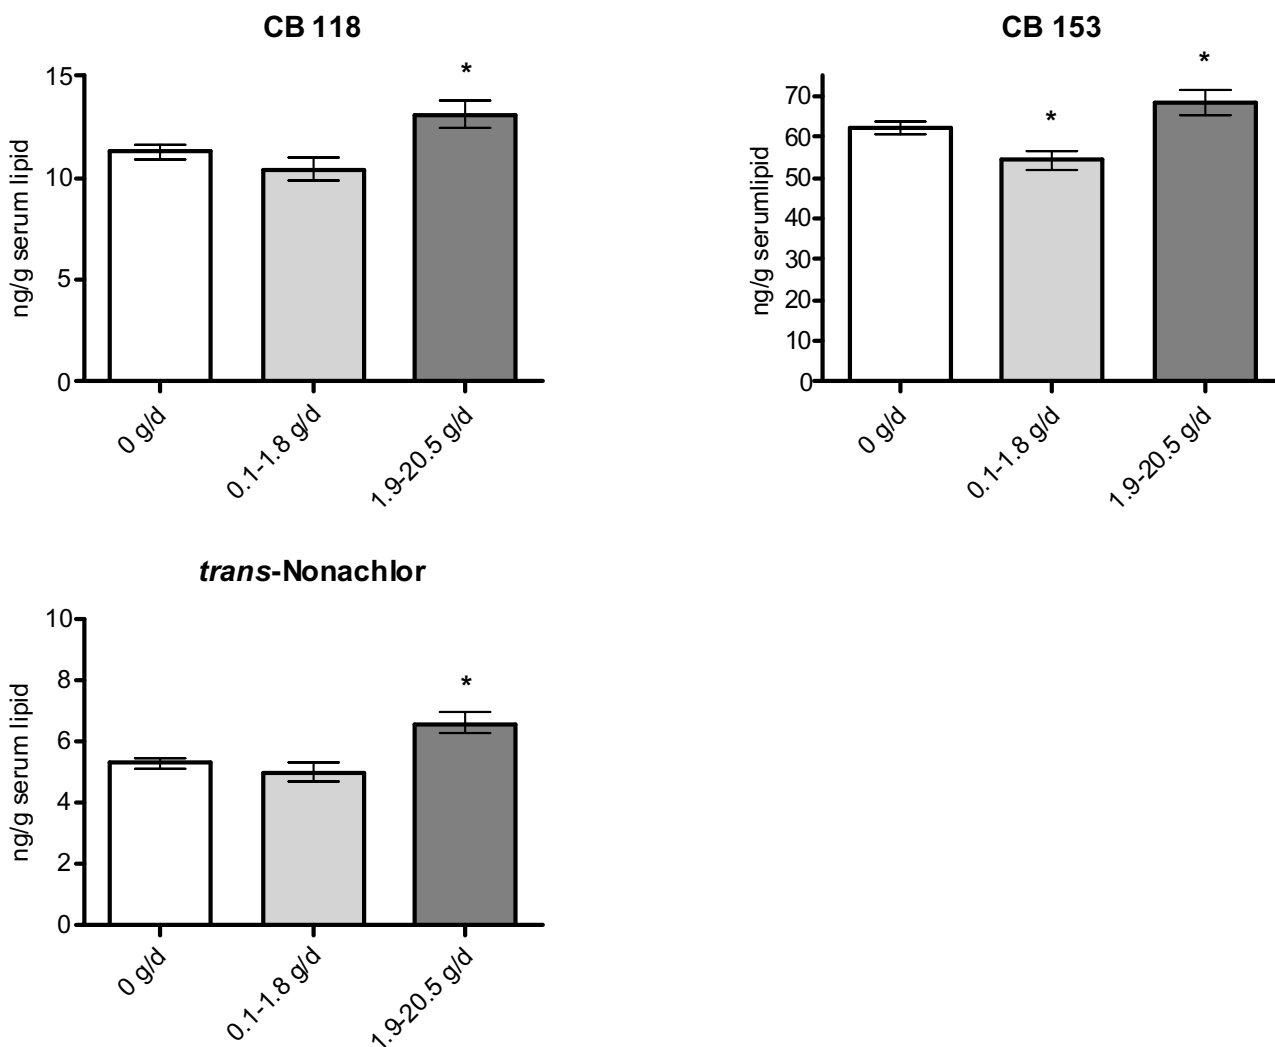 CB 118
*
15
10
5
0
ng/g serum lipid
0 g/d
0.1-1.8 g/d
1.9-20.5 g/d
CB 153
*
*
70
60
50
40
30
20
10
0
ng/g serumlipid
0 g/d
0.1-1.8 g/d
1.9-20.5 g/d
trans-Nonachlor
*
10
8
6
4
2
0
ng/g serum lipid
0 g/d
0.1-1.8 g/d
1.9-20.5 g/d